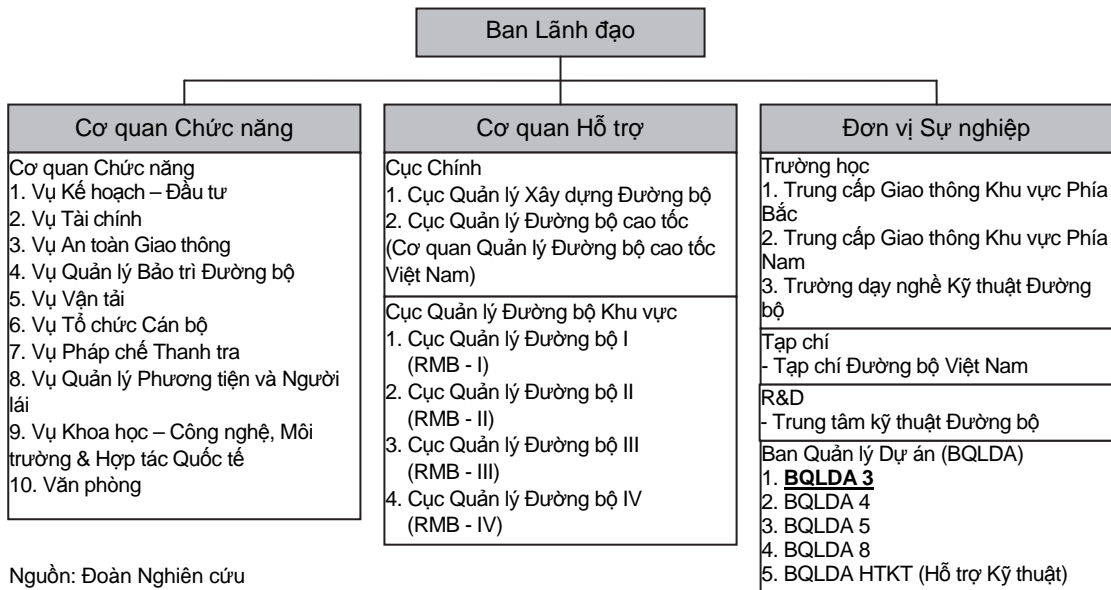 Ban Lãnh đạo
Cơ quan Chức năng
Cơ quan Chức năng
1. Vụ Kế hoạch – Đầu tư
2. Vụ Tài chính
3. Vụ An toàn Giao thông
4. Vụ Quản lý Bảo trì Đường bộ
5. Vụ Vận tải
6. Vụ Tổ chức Cán bộ
7. Vụ Pháp chế Thanh tra
8. Vụ Quản lý Phương tiện và Người
lái
9. Vụ Khoa học – Công nghệ, Môi
trường & Hợp tác Quốc tế
10. Văn phòng
Cơ quan Hỗ trợ
Cục Chính
1. Cục Quản lý Xây dựng Đường bộ
2. Cục Quản lý Đường bộ cao tốc
(Cơ quan Quản lý Đường bộ cao tốc
Việt Nam)
Cục Quản lý Đường bộ Khu vực
1. Cục Quản lý Đường bộ I
(RMB - I)
2. Cục Quản lý Đường bộ II
(RMB - II)
3. Cục Quản lý Đường bộ III
(RMB - III)
4. Cục Quản lý Đường bộ IV
(RMB - IV)
Đơn vị Sự nghiệp
Trường học
1. Trung cấp Giao thông Khu vực Phía
Bắc
2. Trung cấp Giao thông Khu vực Phía
Nam
3. Trường dạy nghề Kỹ thuật Đường
bộ
Tạp chí
- Tạp chí Đường bộ Việt Nam
R&D
- Trung tâm kỹ thuật Đường bộ
Ban Quản lý Dự án (BQLDA)
1. BQLDA 3
2. BQLDA 4
3. BQLDA 5
4. BQLDA 8
5. BQLDA HTKT (Hỗ trợ Kỹ thuật)
Nguồn: Đoàn Nghiên cứu